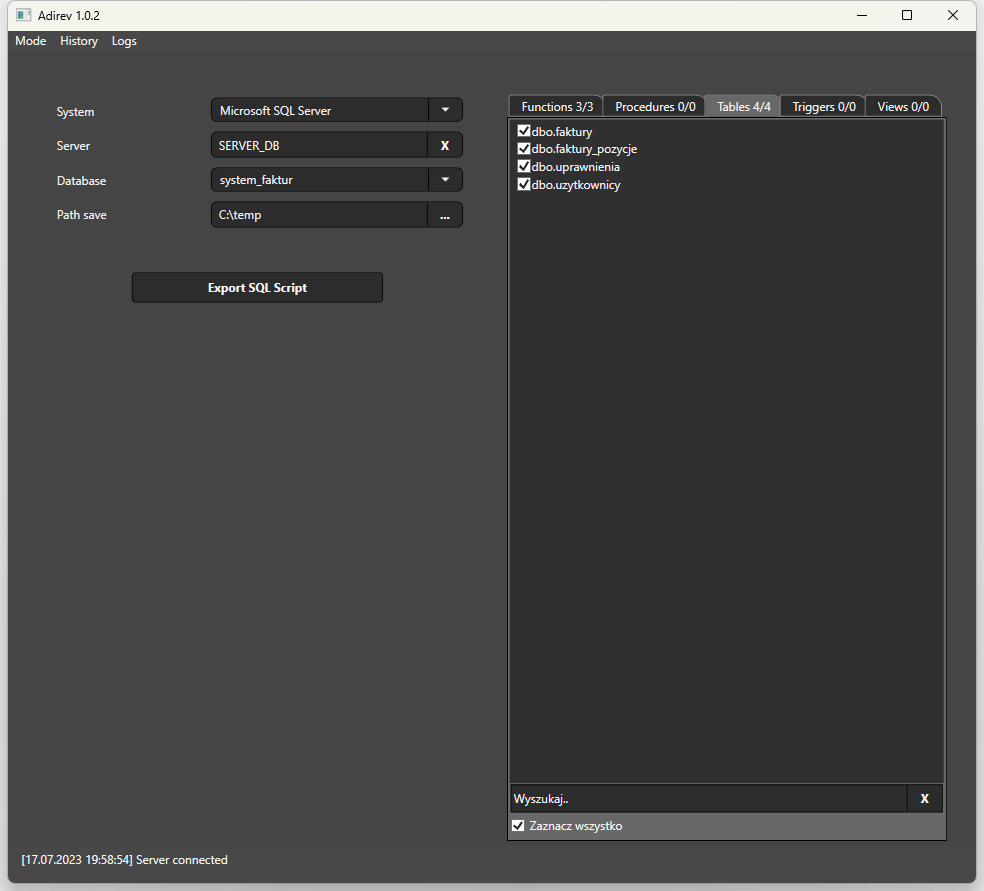 Adirev 1.0.2
Mode History Logs
System Microsoft SQL Server
Server SERVER_DB X
Database system_faktur
Path save C:\temp ...
Export SQL Script
Functions 3/3 Procedures 0/0 Tables 4/4 Triggers 0/0 Views 0/0
dbo.faktury
dbo.faktury_pozycje
dbo.uprawnienia
dbo.uzytkownicy
Wyszukaj.. X
Zaznacz wszystko
[17.07.2023 19:58:54] Server connected